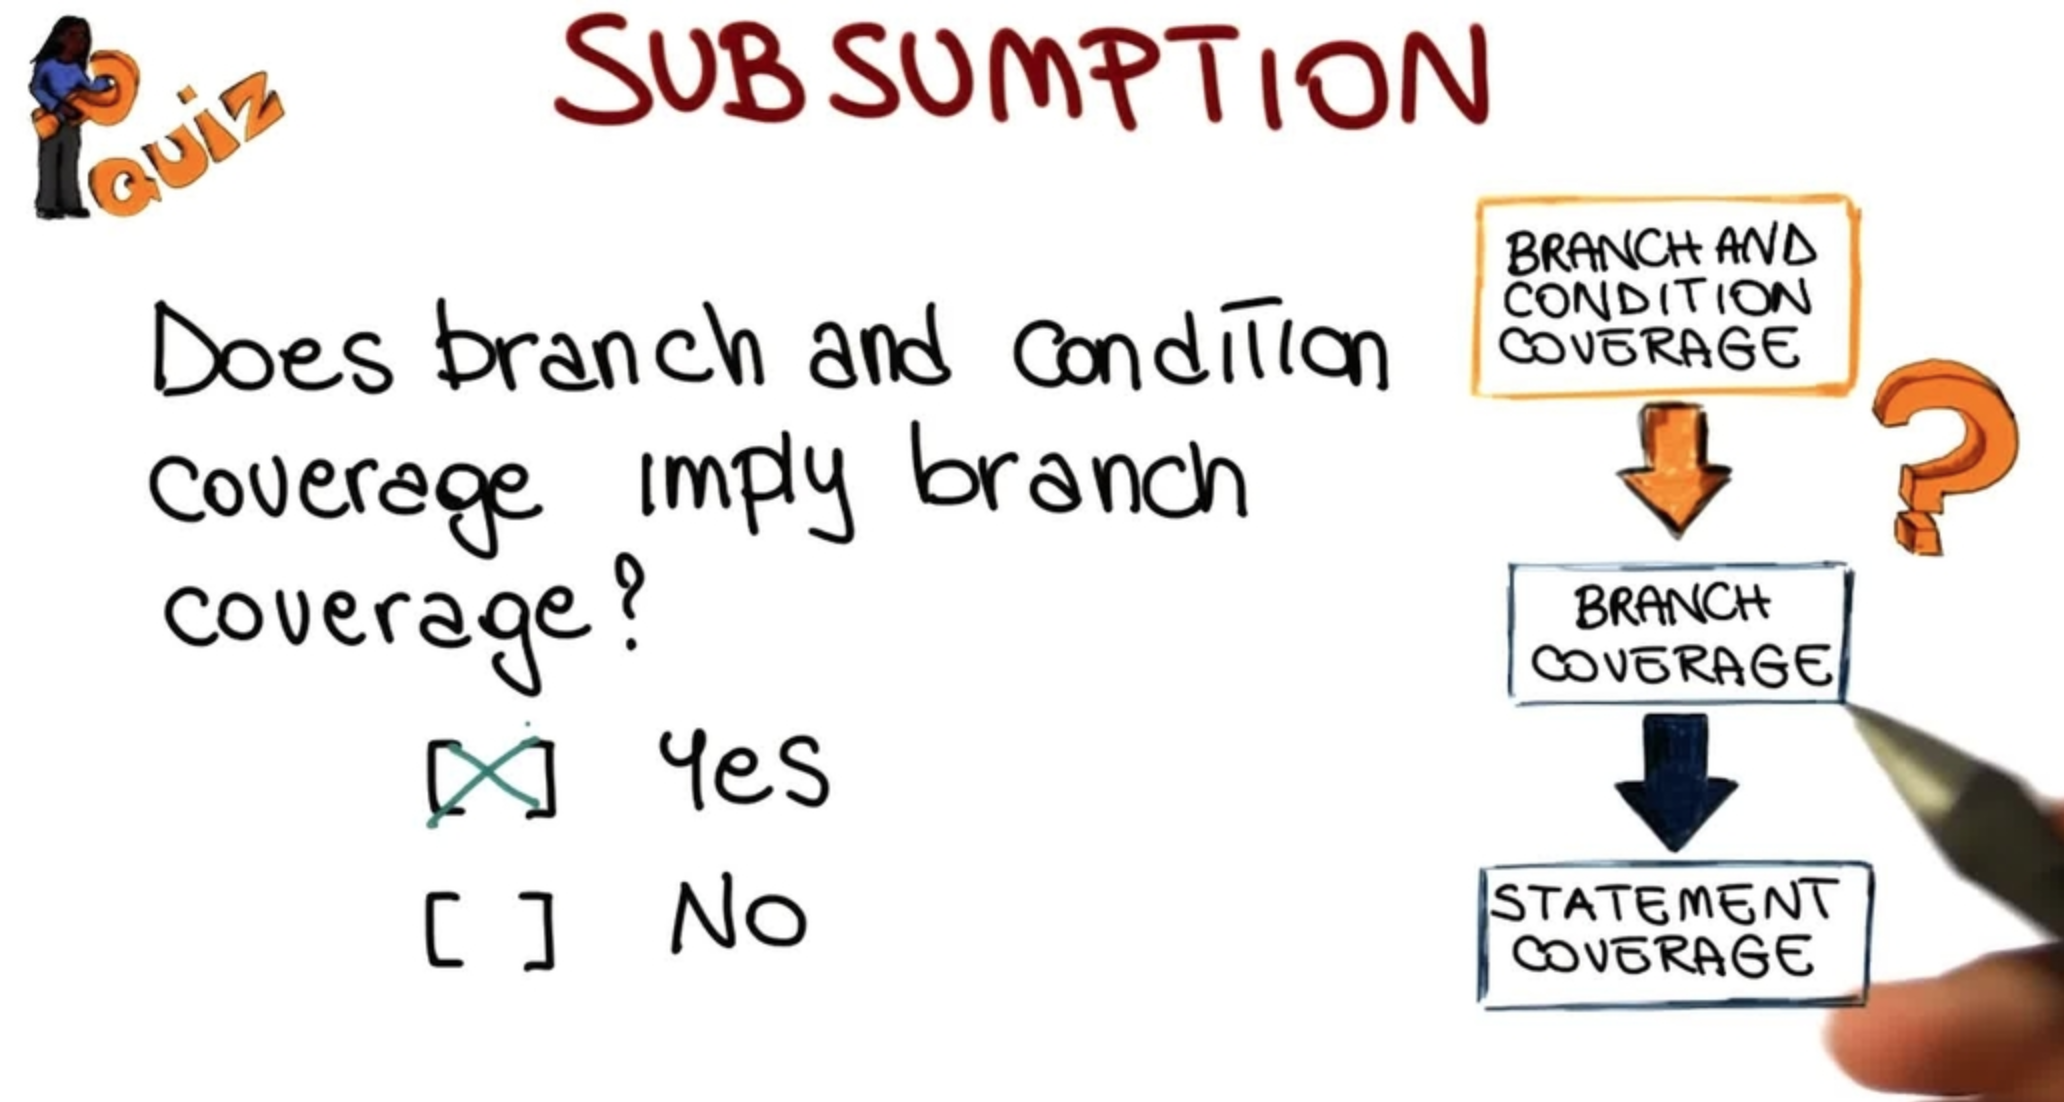 QUIZ
SUBSUMPTION
Does branch and condition
coverage imply branch
coverage?
[X] Yes
[ ] No
BRANCH AND
CONDITION
COVERAGE
?
BRANCH
COVERAGE
STATEMENT
COVERAGE